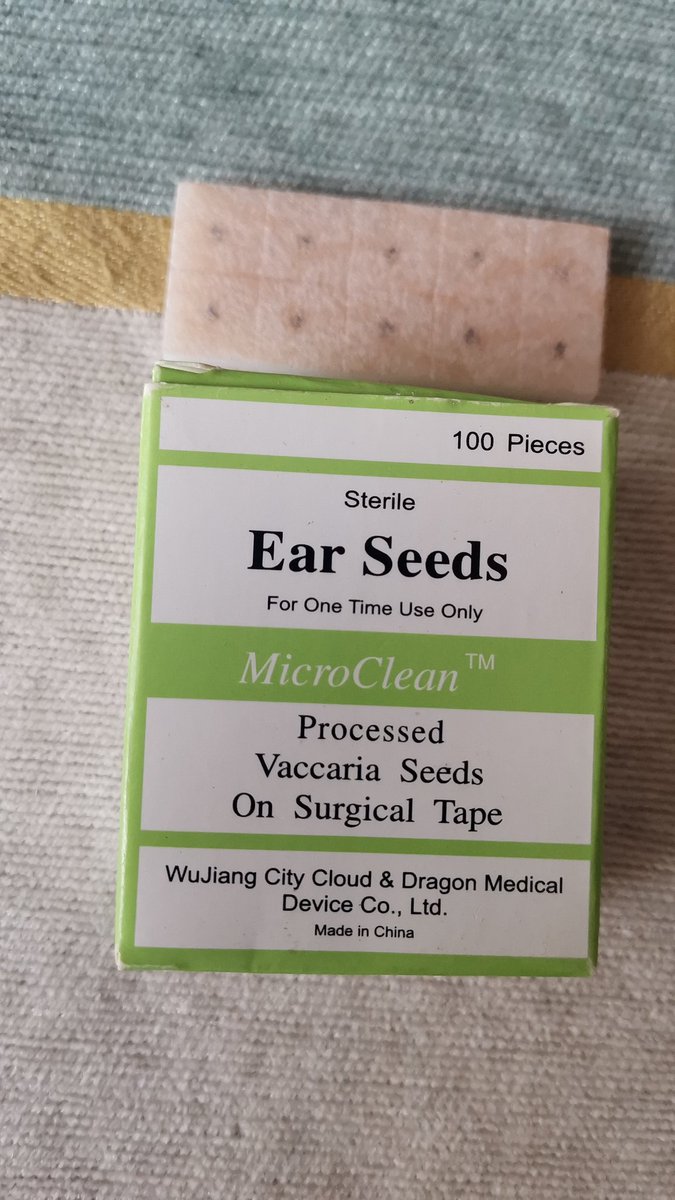 100 Pieces
Sterile
Ear Seeds
For One Time Use Only
MicroClean™
Processed
Vaccaria Seeds
On Surgical Tape
WuJiang City Cloud & Dragon Medical
Device Co., Ltd.
Made in China